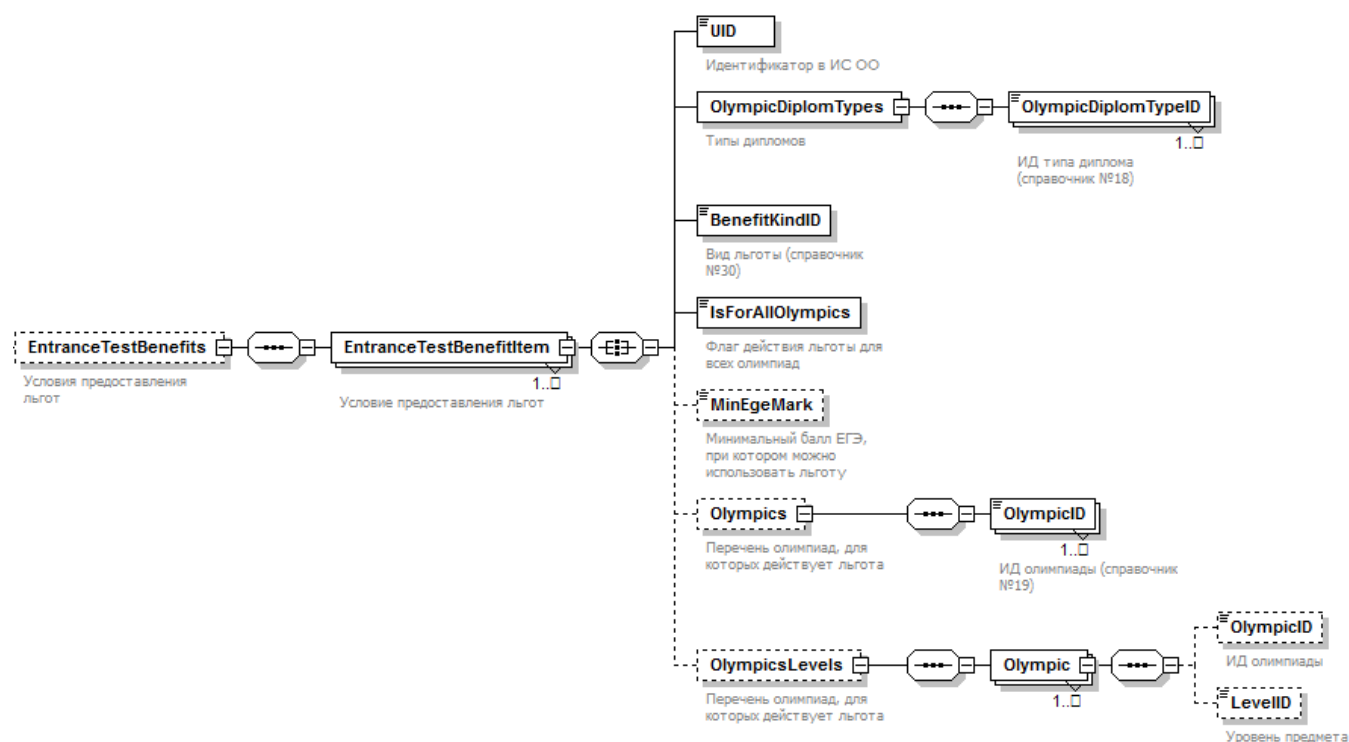 UID
Идентификатор в ИС ОО
OlympicDiplomTypes
Типы дипломов
OlympicDiplomTypeID
1..□
ИД типа диплома
(справочник №18)
BenefitKindID
Вид льготы (справочник
№30)
IsForAllOlympics
Флаг действия льготы для
всех олимпиад
EntranceTestBenefits
Условия предоставления
льгот
EntranceTestBenefitItem
1..□
Условие предоставления льгот
MinEgeMark
Минимальный балл ЕГЭ,
при котором можно
использовать льготу
Olympics
Перечень олимпиад, для
которых действует льгота
OlympicID
1..□
ИД олимпиады (справочник
№19)
OlympicsLevels
Перечень олимпиад, для
которых действует льгота
Olympic
1..□
OlympicID
ИД олимпиады
LevelID
Уровень предмета